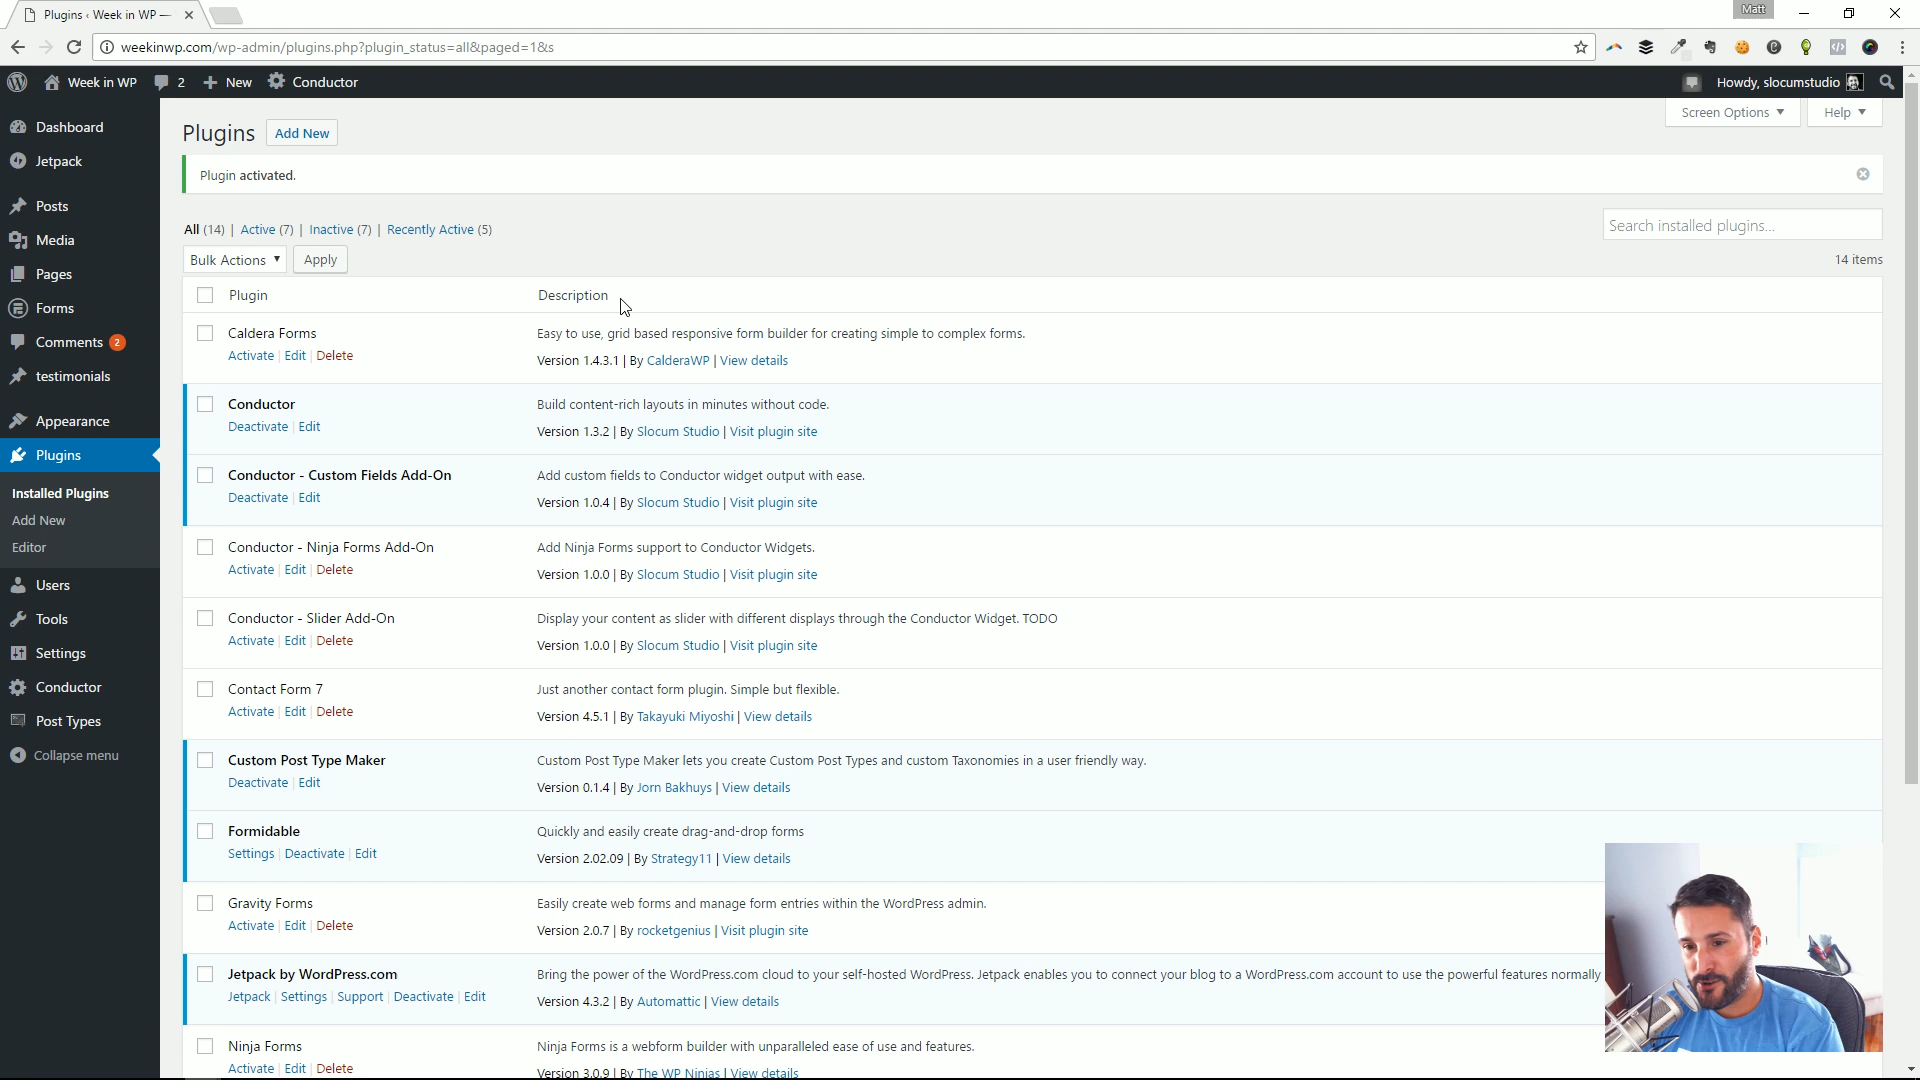 Plugins ‹ Week in WP —
Matt
weekinwp.com/wp-admin/plugins.php?plugin_status=all&paged=1&s
Week in WP 2 New Conductor Howdy, slocumstudio
Screen Options Help
Dashboard
Jetpack
Posts
Media
Pages
Forms
Comments 2
testimonials
Appearance
Plugins
Installed Plugins
Add New
Editor
Users
Tools
Settings
Conductor
Post Types
Collapse menu
Plugins Add New
Plugin activated.
All (14) | Active (7) | Inactive (7) | Recently Active (5)
Search installed plugins...
Bulk Actions Apply
14 items
Plugin Description
Caldera Forms
Activate | Edit | Delete
Easy to use, grid based responsive form builder for creating simple to complex forms.
Version 1.4.3.1 | By CalderaWP | View details
Conductor
Deactivate | Edit
Build content-rich layouts in minutes without code.
Version 1.3.2 | By Slocum Studio | Visit plugin site
Conductor - Custom Fields Add-On
Deactivate | Edit
Add custom fields to Conductor widget output with ease.
Version 1.0.4 | By Slocum Studio | Visit plugin site
Conductor - Ninja Forms Add-On
Activate | Edit | Delete
Add Ninja Forms support to Conductor Widgets.
Version 1.0.0 | By Slocum Studio | Visit plugin site
Conductor - Slider Add-On
Activate | Edit | Delete
Display your content as slider with different displays through the Conductor Widget. TODO
Version 1.0.0 | By Slocum Studio | Visit plugin site
Contact Form 7
Activate | Edit | Delete
Just another contact form plugin. Simple but flexible.
Version 4.5.1 | By Takayuki Miyoshi | View details
Custom Post Type Maker
Deactivate | Edit
Custom Post Type Maker lets you create Custom Post Types and custom Taxonomies in a user friendly way.
Version 0.1.4 | By Jorn Bakhuys | View details
Formidable
Settings | Deactivate | Edit
Quickly and easily create drag-and-drop forms
Version 2.02.09 | By Strategy11 | View details
Gravity Forms
Activate | Edit | Delete
Easily create web forms and manage form entries within the WordPress admin.
Version 2.0.7 | By rocketgenius | Visit plugin site
Jetpack by WordPress.com
Jetpack | Settings | Support | Deactivate | Edit
Bring the power of the WordPress.com cloud to your self-hosted WordPress. Jetpack enables you to connect your blog to a WordPress.com account to use the powerful features normally
Version 4.3.2 | By Automattic | View details
Ninja Forms
Activate | Edit | Delete
Ninja Forms is a webform builder with unparalleled ease of use and features.
Version 3.0.9 | By The WP Ninjas | View details